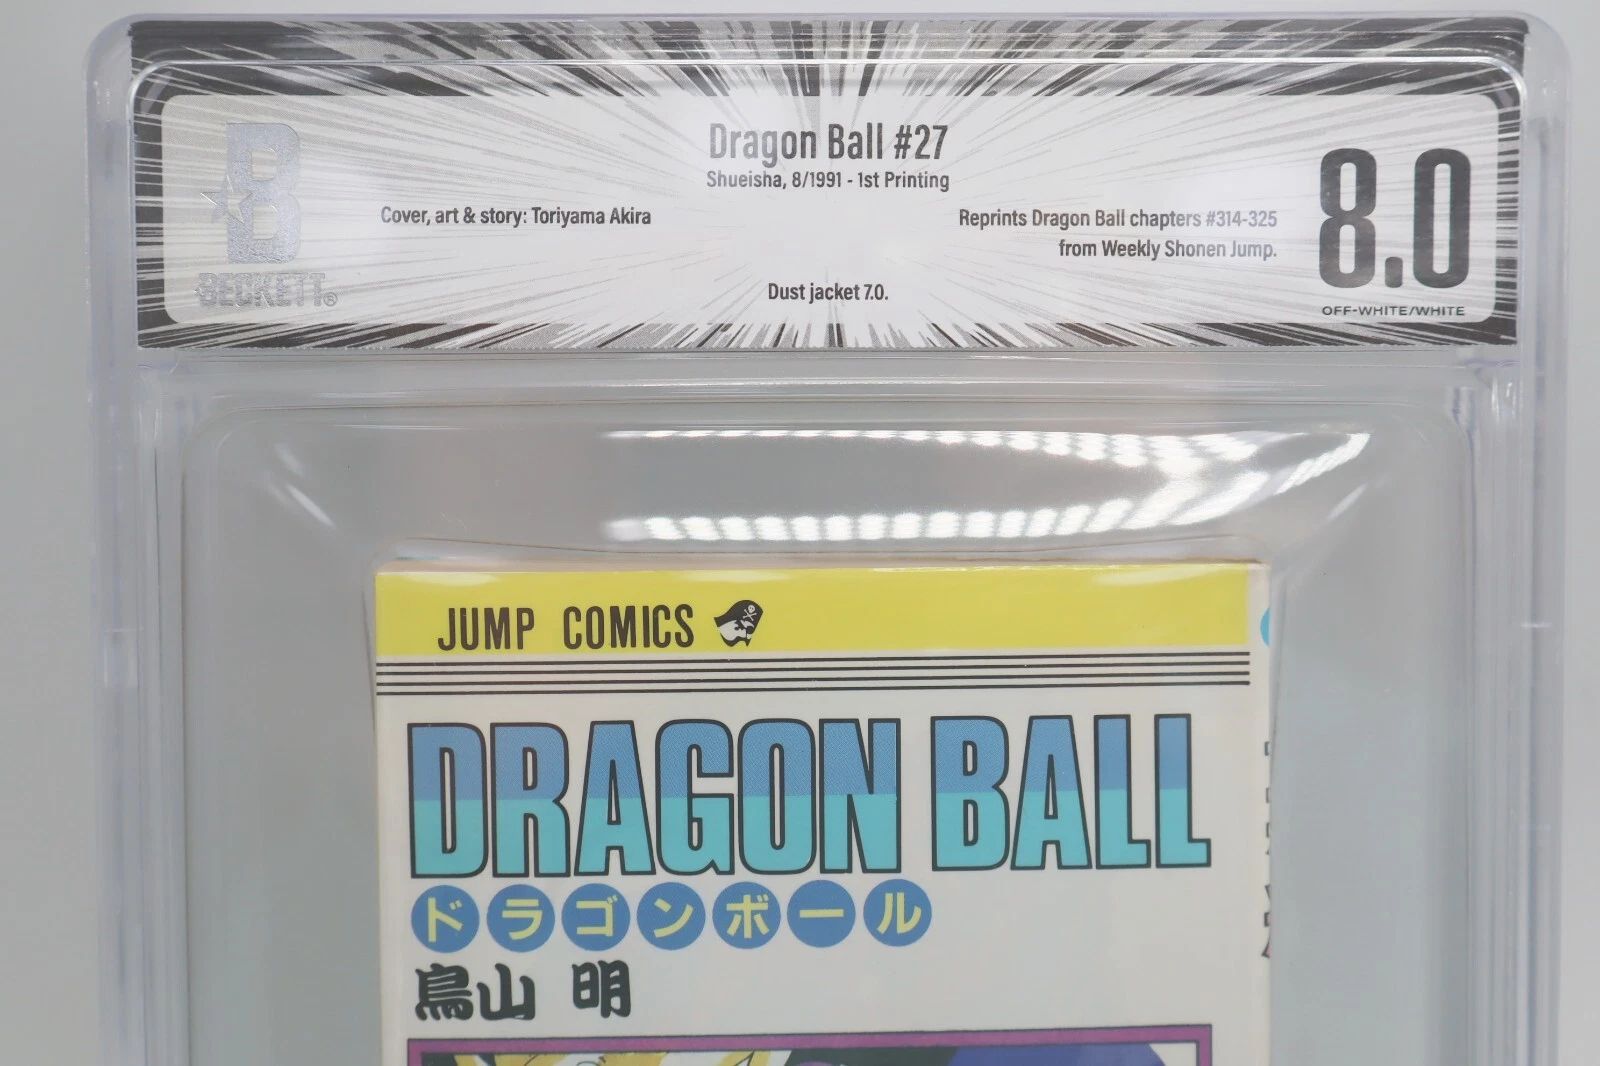 Dragon Ball #27
Shueisha, 8/1991 - 1st Printing
Cover, art & story: Toriyama Akira
Reprints Dragon Ball chapters #314-325
from Weekly Shonen Jump.
Dust jacket 7.0.
B
BECKETT®
8.0
OFF-WHITE/WHITE
JUMP COMICS
DRAGON BALL
ドラゴンボール
鳥山 明